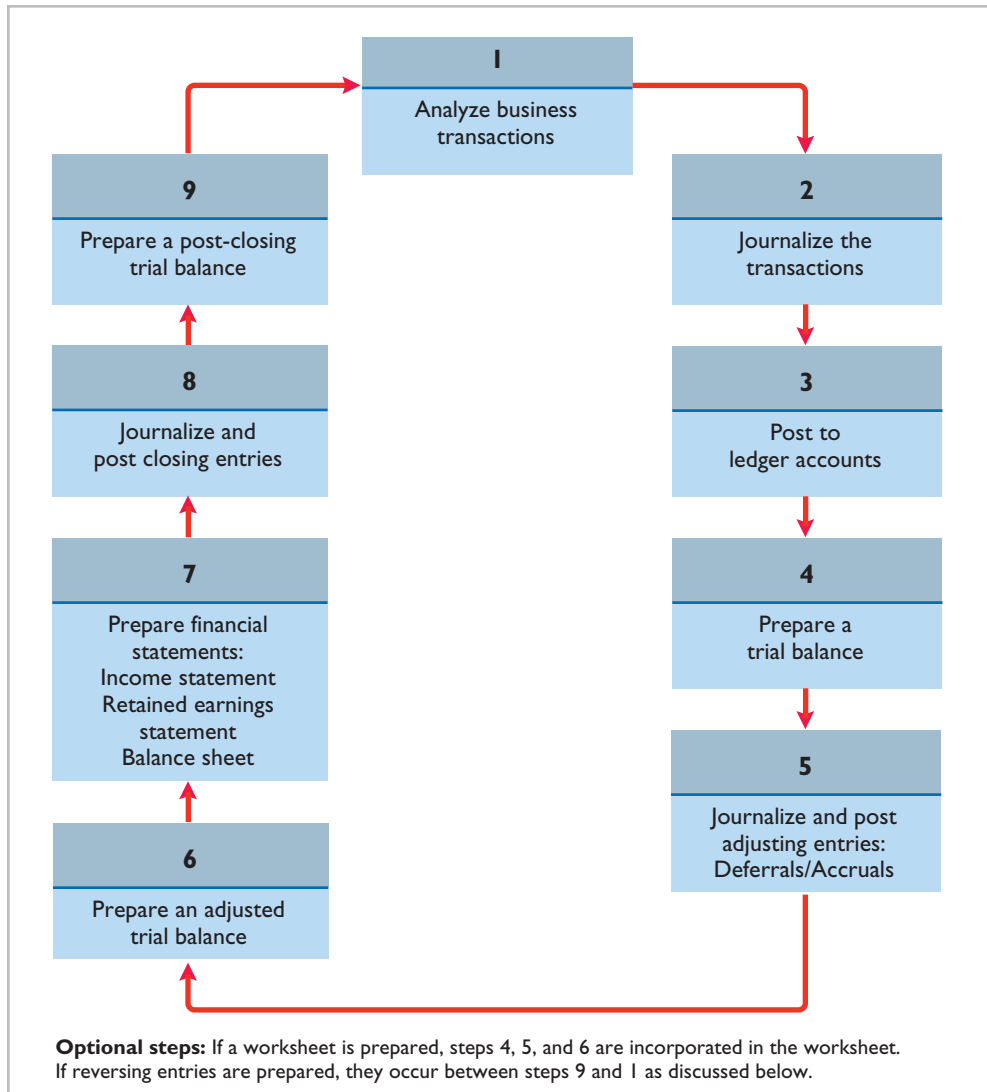 1
Analyze business
transactions
2
Journalize the
transactions
3
Post to
ledger accounts
4
Prepare a
trial balance
5
Journalize and post
adjusting entries:
Deferrals/Accruals
6
Prepare an adjusted
trial balance
7
Prepare financial
statements:
Income statement
Retained earnings
statement
Balance sheet
8
Journalize and
post closing entries
9
Prepare a post-closing
trial balance
Optional steps: If a worksheet is prepared, steps 4, 5, and 6 are incorporated in the worksheet.
If reversing entries are prepared, they occur between steps 9 and 1 as discussed below.